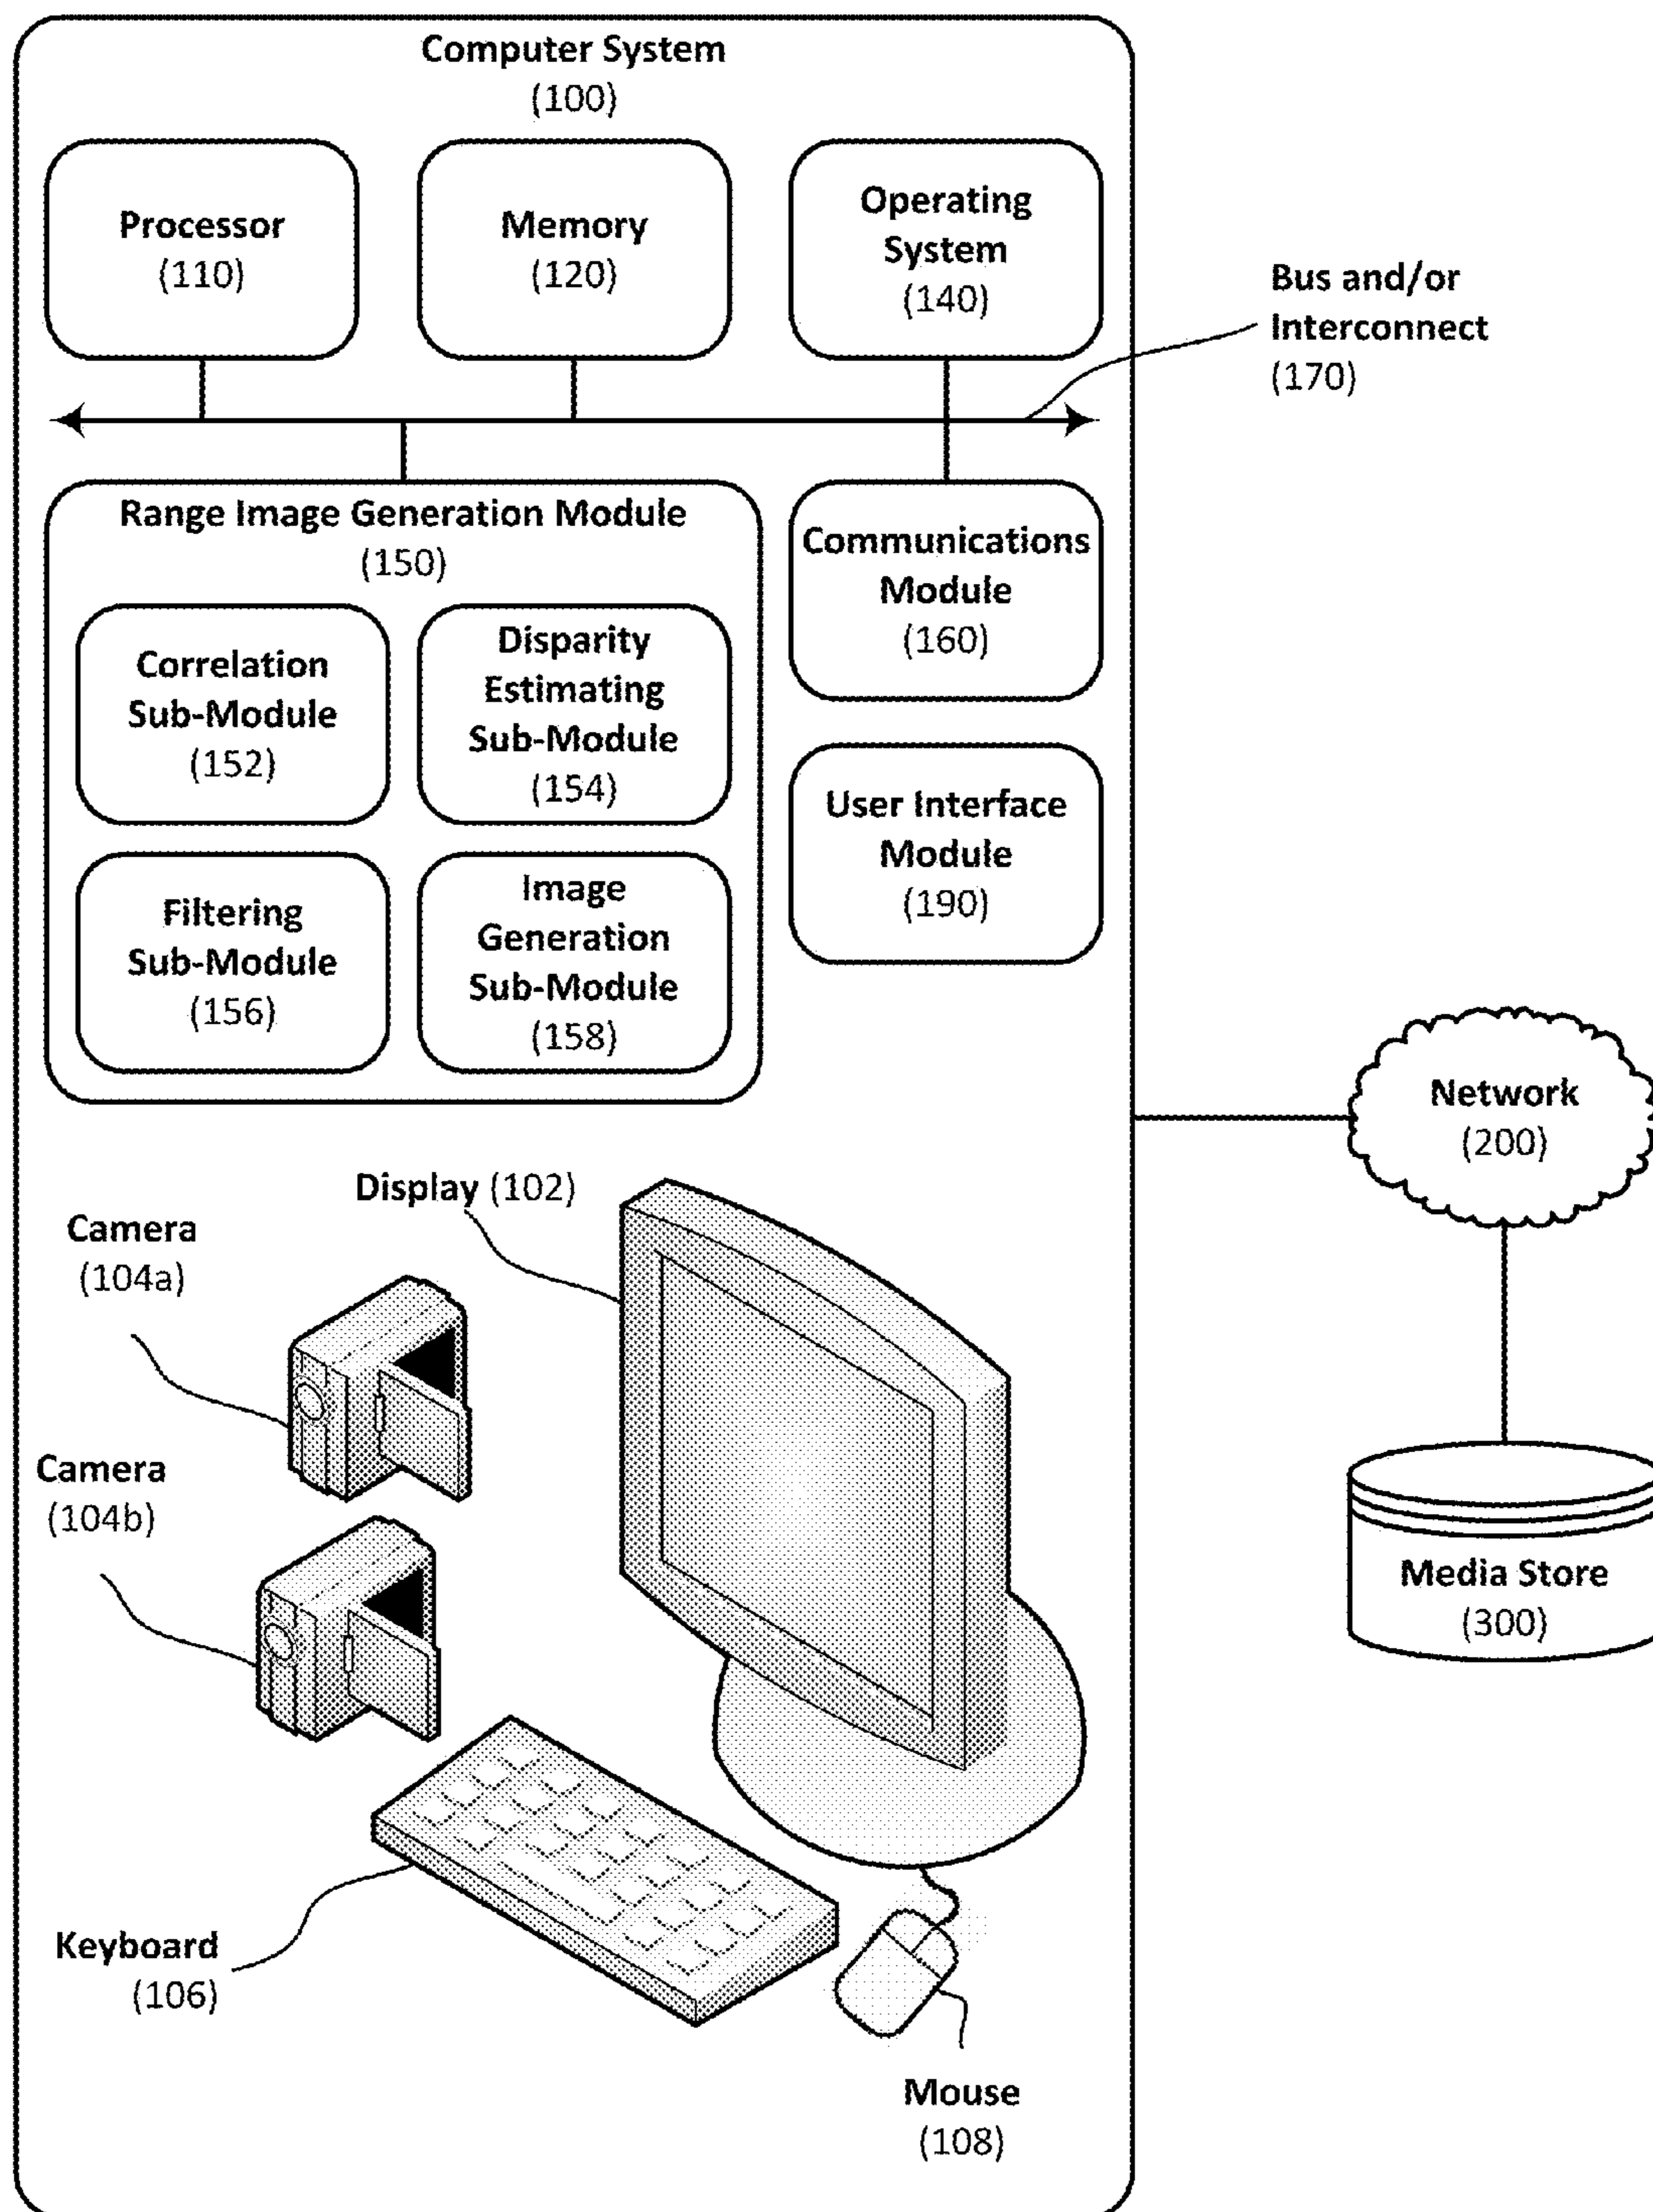 Computer System
(100)
Processor
(110)
Memory
(120)
Operating
System
(140)
Bus and/or
Interconnect
(170)
Range Image Generation Module
(150)
Correlation
Sub-Module
(152)
Disparity
Estimating
Sub-Module
(154)
Filtering
Sub-Module
(156)
Image
Generation
Sub-Module
(158)
Communications
Module
(160)
User Interface
Module
(190)
Network
(200)
Media Store
(300)
Display (102)
Camera
(104a)
Camera
(104b)
Keyboard
(106)
Mouse
(108)